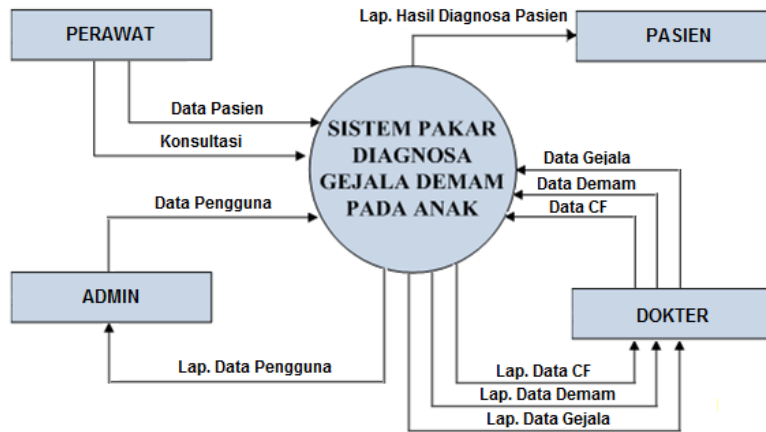 Lap. Hasil Diagnosa Pasien
PERAWAT
PASIEN
Data Pasien
Konsultasi
SISTEM PAKAR
DIAGNOSA
GEJALA DEMAM
PADA ANAK
Data Gejala
Data Demam
Data CF
Data Pengguna
ADMIN
DOKTER
Lap. Data Pengguna
Lap. Data CF
Lap. Data Demam
Lap. Data Gejala